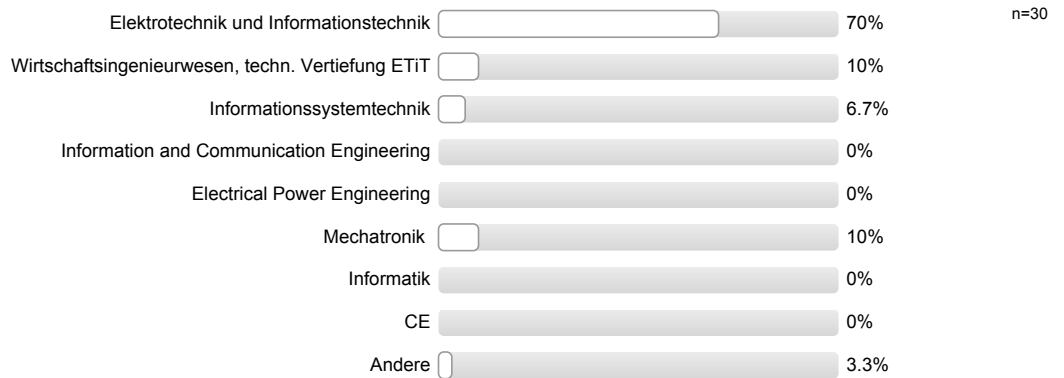 Elektrotechnik und Informationstechnik 70% n=30
Wirtschaftsingenieurwesen, techn. Vertiefung ETiT 10%
Informationssystemtechnik 6.7%
Information and Communication Engineering 0%
Electrical Power Engineering 0%
Mechatronik 10%
Informatik 0%
CE 0%
Andere 3.3%